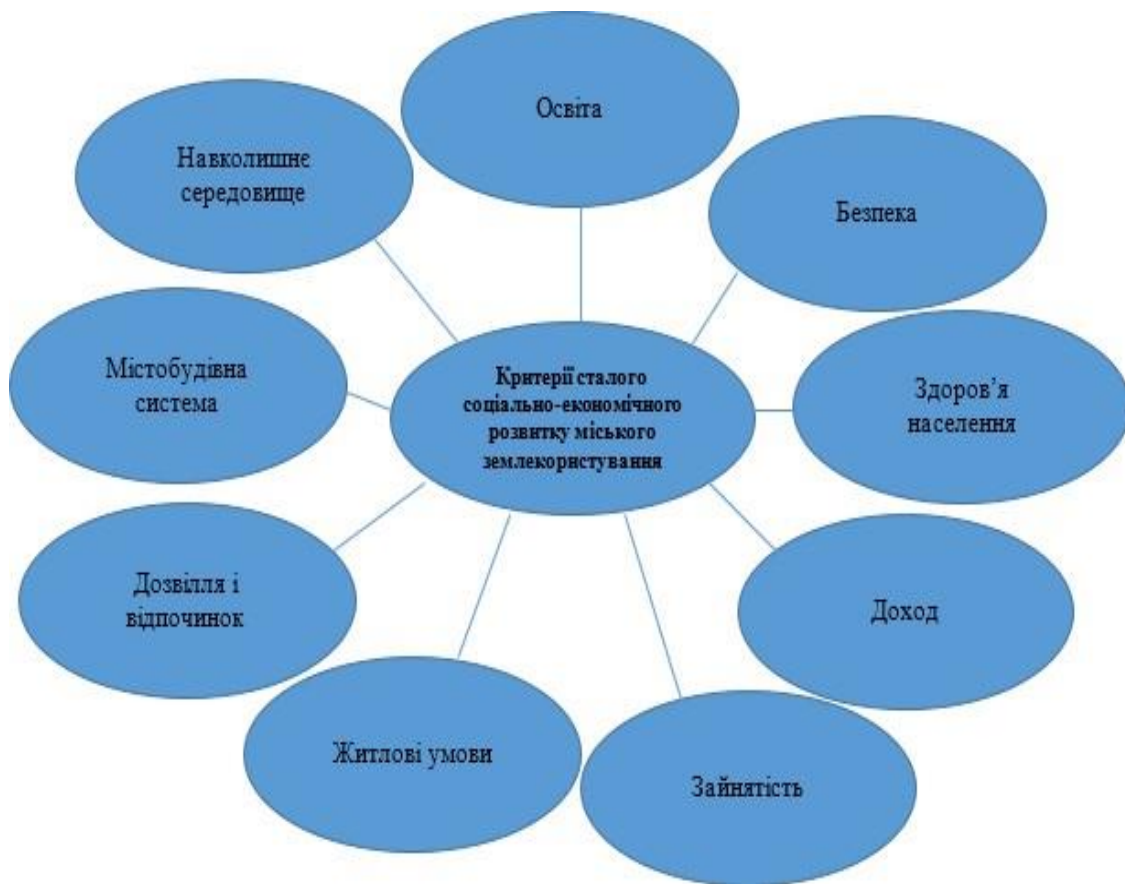 Освіта
Навколишнє
середовище
Безпека
Містобудівна
система
Критерії сталого
соціально-економічного
розвитку міського
землекористування
Здоров’я
населення
Дозвілля і
відпочинок
Доход
Житлові умови
Зайнятість